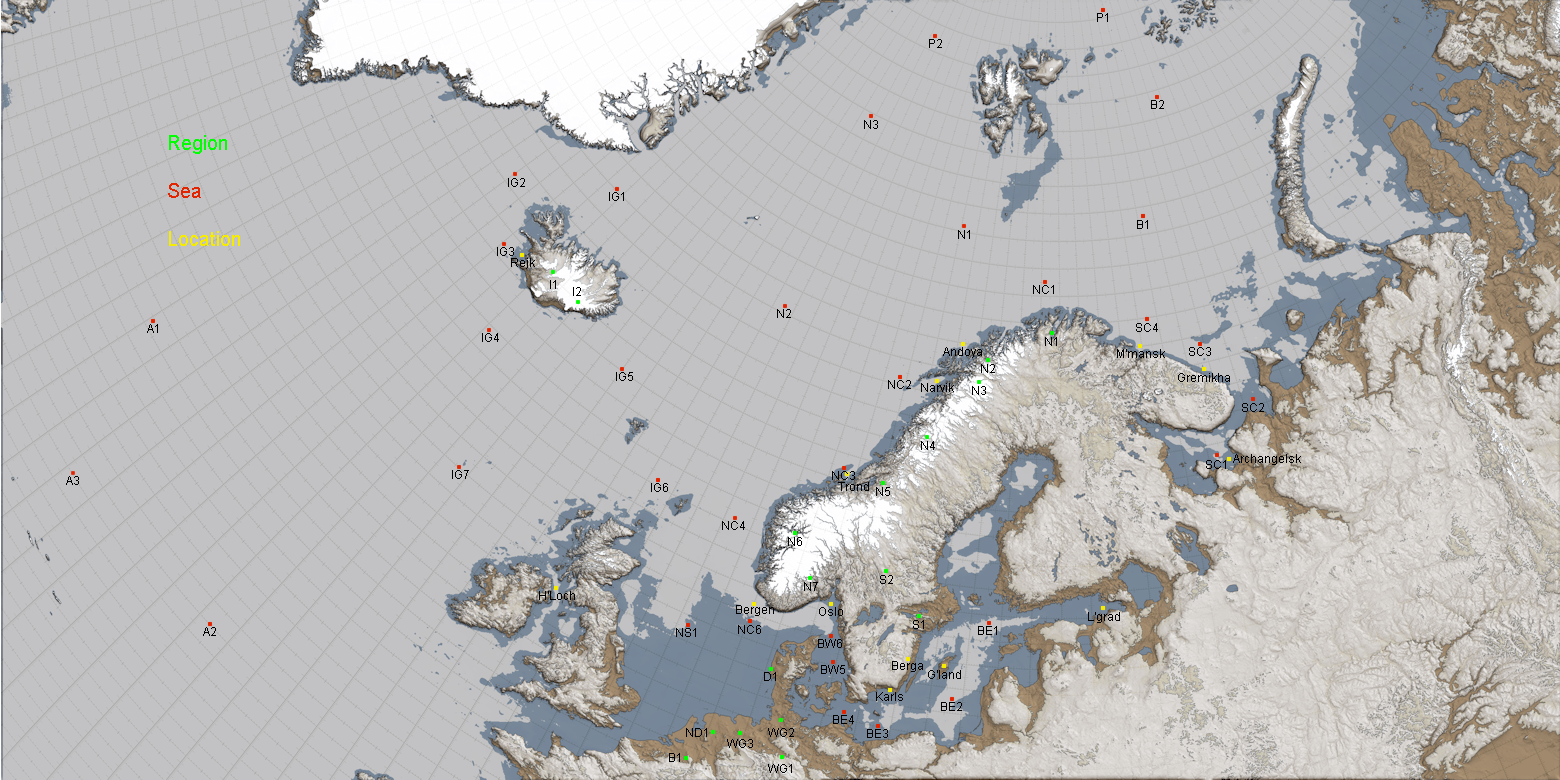 P1
P2
B2
N3
Region
IG2
Sea
IG1
B1
N1
Location
IG3
Reik
I1
I2
NC1
N2
A1
SC4
IG4
N1
Andoya
M'mansk
SC3
N2
IG5
Gremikha
NC2
Narvik
N3
SC2
N4
Archangelsk
SC1
IG7
NC3
A3
Trond
IG6
N5
NC4
N6
S2
N7
H'Loch
Bergen
Oslo
L'grad
S1
NC6
A2
NS1
BE1
BW6
Berga
BW5
D1
G'land
Karls
BE2
BE4
ND1
WG2
BE3
WG3
B1
WG1